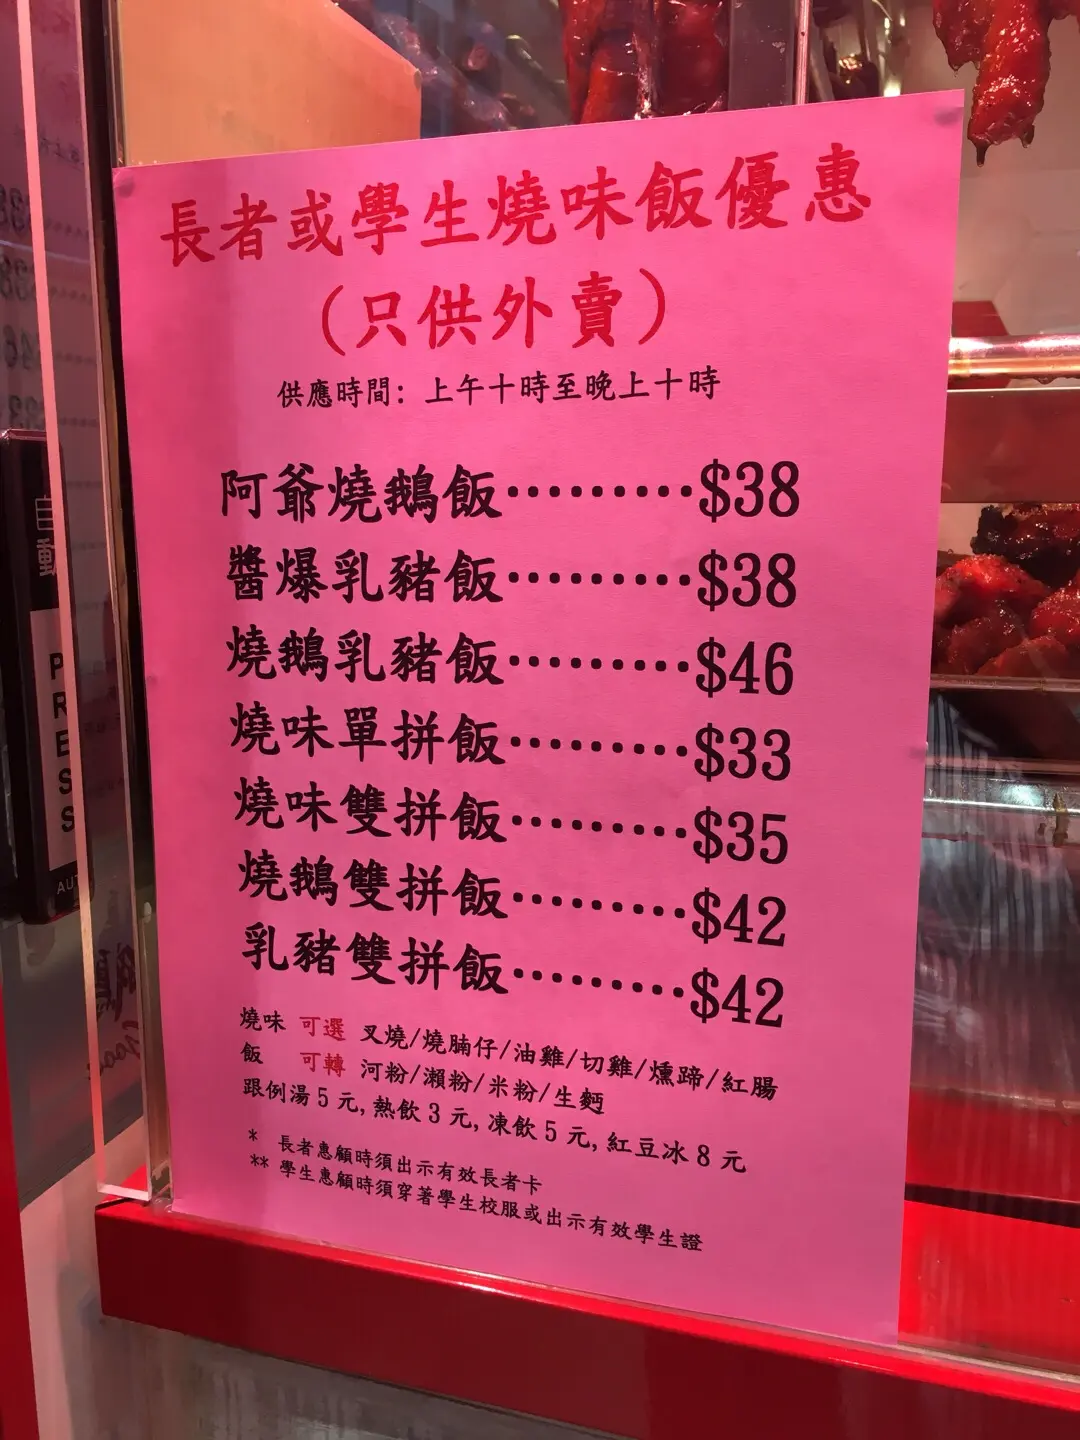 長者或學生燒味飯優惠
（只供外賣）
供應時間：上午十時至晚上十時
阿爺燒鵝飯·········$38
醬爆乳豬飯·········$38
燒鵝乳豬飯·········$46
燒味單拼飯·········$33
燒味雙拼飯·········$35
燒鵝雙拼飯·········$42
乳豬雙拼飯·········$42
燒味 可選 叉燒/燒腩仔/油雞/切雞/燻蹄/紅腸
飯 可轉 河粉/瀨粉/米粉/生麪
跟例湯5元,熱飲3元,凍飲5元,紅豆冰8元
* 長者惠顧時須出示有效長者卡
** 學生惠顧時須穿著學生校服或出示有效學生證
自動
PRESS